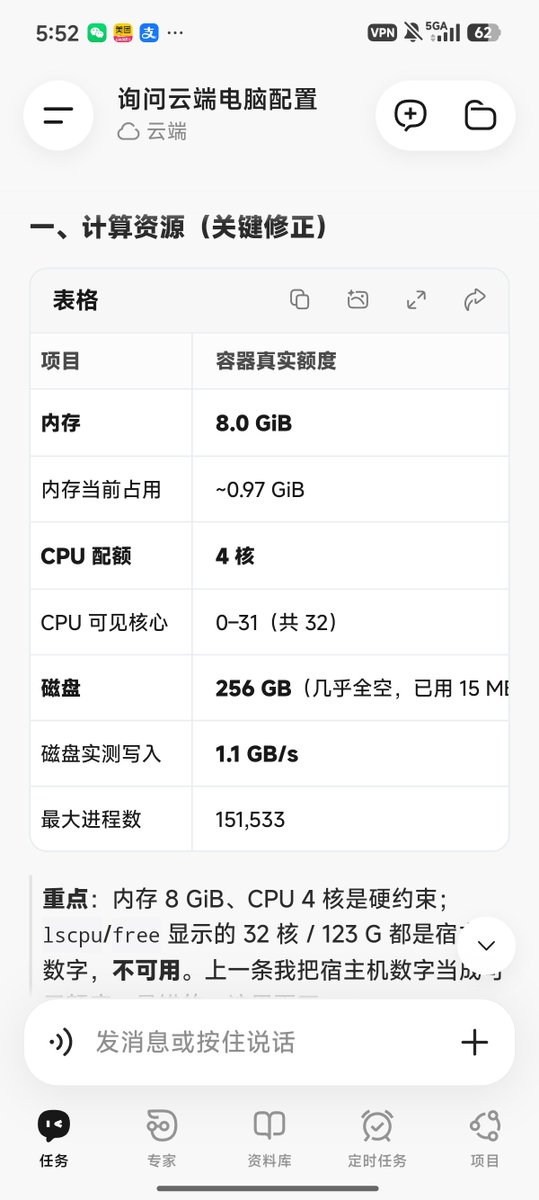 5:52 美团 支 ... VPN 5GA 62
询问云端电脑配置
云端
一、计算资源（关键修正）
表格
项目 容器真实额度
内存 8.0 GiB
内存当前占用 ~0.97 GiB
CPU 配额 4 核
CPU 可见核心 0–31（共 32）
磁盘 256 GB（几乎全空，已用 15 MB
磁盘实测写入 1.1 GB/s
最大进程数 151,533
重点：内存 8 GiB、CPU 4 核是硬约束；
lscpu/free 显示的 32 核 / 123 G 都是宿
数字，不可用。上一条我把宿主机数字当成
发消息或按住说话
任务 专家 资料库 定时任务 项目